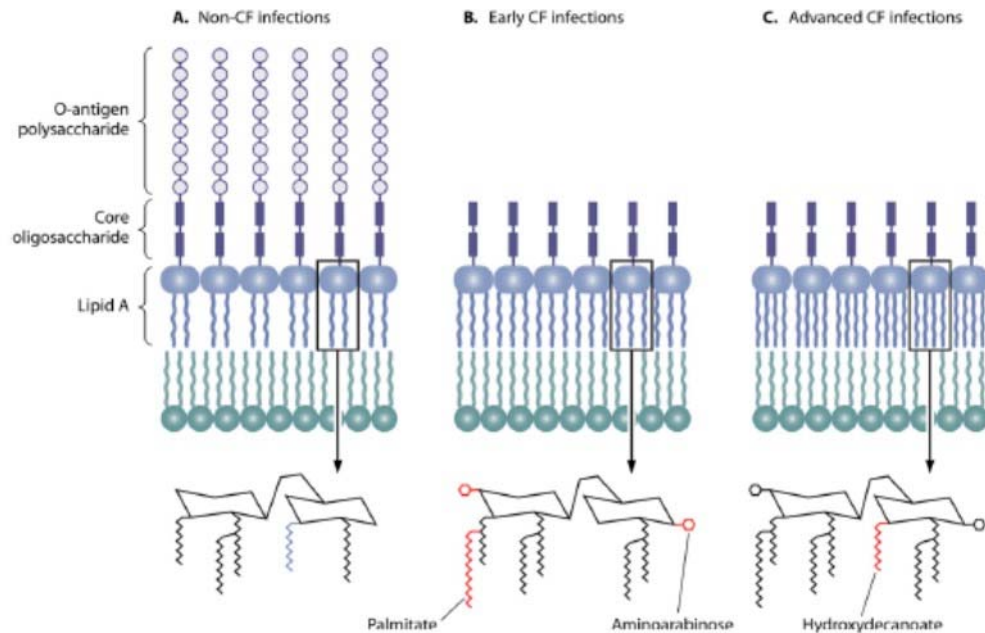 A. Non-CF infections
B. Early CF infections
C. Advanced CF infections
O-antigen
polysaccharide
Core
oligosaccharide
Lipid A
Palmitate
Aminoarabinose
Hydroxydecanoate